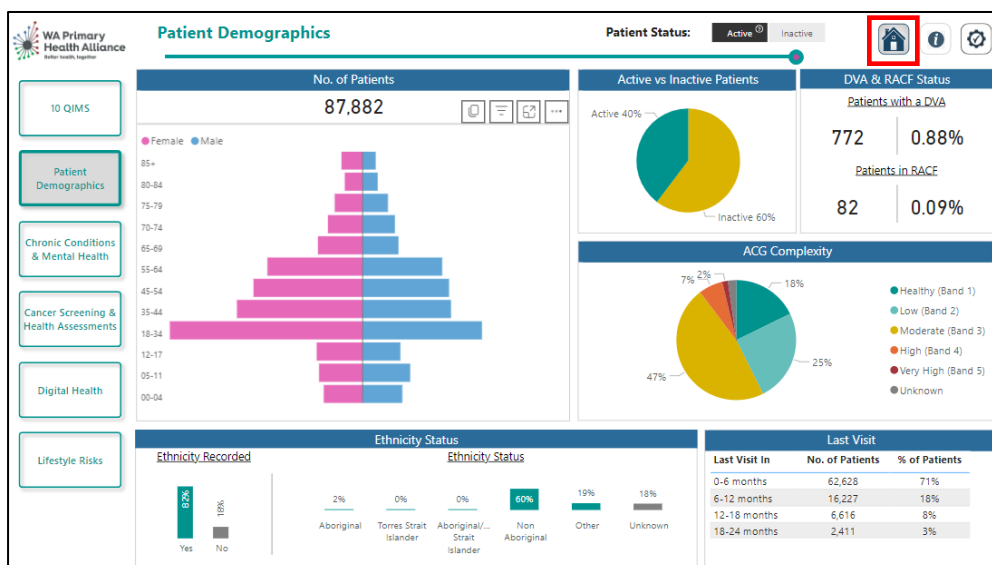 WA Primary
Health Alliance
Better health, together
Patient Demographics
Patient Status:
Active
Inactive
10 QIMS
Patient
Demographics
Chronic Conditions
& Mental Health
Cancer Screening &
Health Assessments
Digital Health
Lifestyle Risks
No. of Patients
87,882
Female Male
85+
80-84
75-79
70-74
65-69
55-64
45-54
35-44
18-34
12-17
05-11
00-04
Active vs Inactive Patients
Active 40%
Inactive 60%
DVA & RACF Status
Patients with a DVA
772 0.88%
Patients in RACF
82 0.09%
ACG Complexity
7% 2% 18%
25%
47%
Healthy (Band 1)
Low (Band 2)
Moderate (Band 3)
High (Band 4)
Very High (Band 5)
Unknown
Ethnicity Status
Ethnicity Recorded
82% 18%
Yes No
Ethnicity Status
2% 0% 0% 60% 19% 18%
Aboriginal Torres Strait Aboriginal/... Non Other Unknown
Islander Strait Aboriginal
Islander
Last Visit
Last Visit In No. of Patients % of Patients
0-6 months 62,628 71%
6-12 months 16,227 18%
12-18 months 6,616 8%
18-24 months 2,411 3%